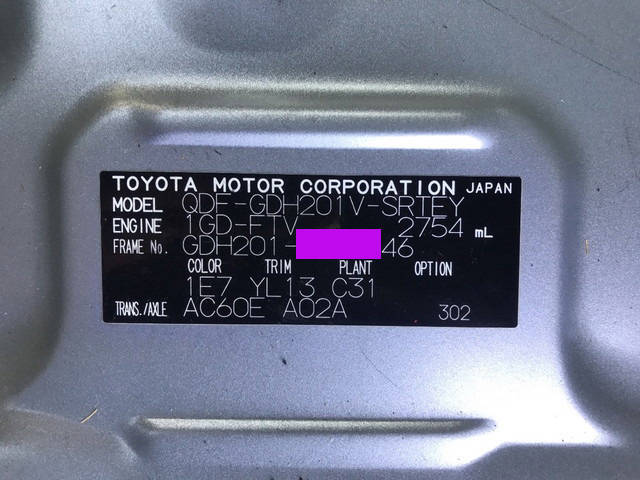 TOYOTA MOTOR CORPORATION JAPAN
MODEL QDF-GDH201V-SRTEY
ENGINE 1GD-FTV 2754 mL
FRAME No. GDH201- 46
COLOR TRIM PLANT OPTION
1E7 YL13 C31
TRANS./AXLE AC60E A02A 302